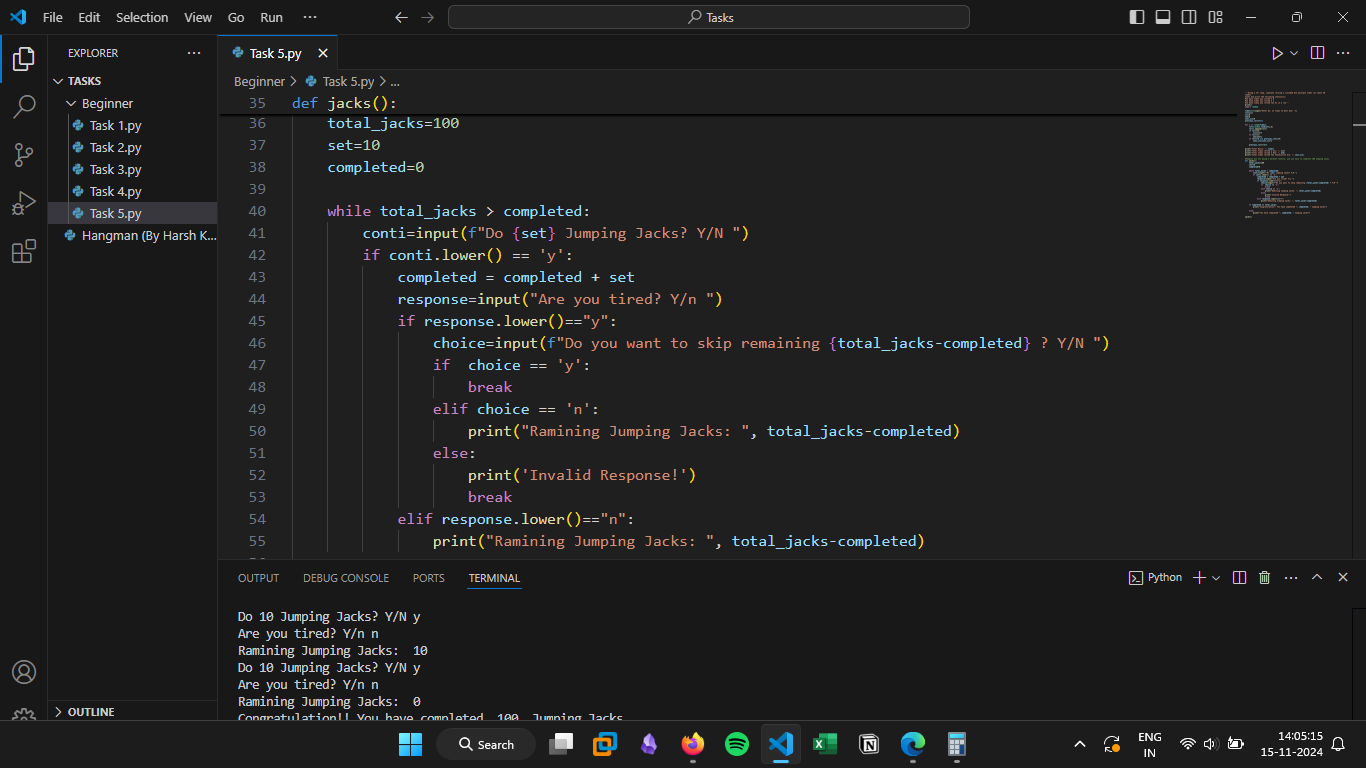 File Edit Selection View Go Run ··· Tasks
EXPLORER ···
TASKS
Beginner
Task 1.py
Task 2.py
Task 3.py
Task 4.py
Task 5.py
Hangman (By Harsh K...
OUTLINE
Task 5.py
Beginner > Task 5.py > ...
35 def jacks():
36 total_jacks=100
37 set=10
38 completed=0
39
40 while total_jacks > completed:
41 conti=input(f"Do {set} Jumping Jacks? Y/N ")
42 if conti.lower() == 'y':
43 completed = completed + set
44 response=input("Are you tired? Y/n ")
45 if response.lower()=="y":
46 choice=input(f"Do you want to skip remaining {total_jacks-completed} ? Y/N ")
47 if  choice == 'y':
48 break
49 elif choice == 'n':
50 print("Ramining Jumping Jacks: ", total_jacks-completed)
51 else:
52 print('Invalid Response!')
53 break
54 elif response.lower()=="n":
55 print("Ramining Jumping Jacks: ", total_jacks-completed)
OUTPUT DEBUG CONSOLE PORTS TERMINAL Python
Do 10 Jumping Jacks? Y/N y
Are you tired? Y/n n
Ramining Jumping Jacks:  10
Do 10 Jumping Jacks? Y/N y
Are you tired? Y/n n
Ramining Jumping Jacks:  0
Congratulation!! You have completed  100  Jumping Jacks
Search
ENG
IN
14:05:15
15-11-2024